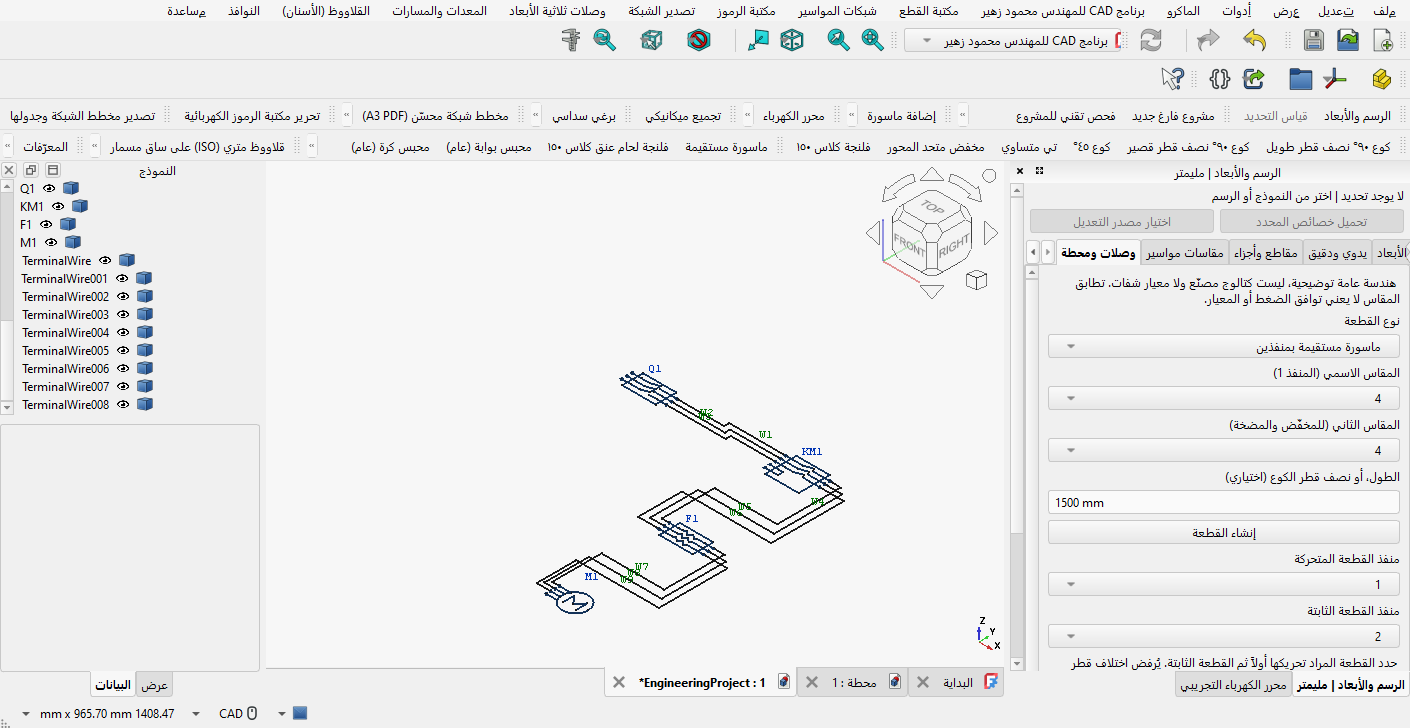 ملف تعديل عرض أدوات الماكرو برنامج CAD للمهندس محمود زهير مكتبة القطع شبكات المواسير مكتبة الرموز تصدير الشبكة وصلات ثلاثية الأبعاد المعدات والمسارات القلاووظ (الأسنان) النوافذ مساعدة
برنامج CAD للمهندس محمود زهير
الرسم والأبعاد قياس التحديد مشروع فارغ جديد فحص تقني للمشروع » إضافة ماسورة » محرر الكهرباء » تجميع ميكانيكي برغي سداسي » مخطط شبكة محسّن (A3 PDF) » تحرير مكتبة الرموز الكهربائية تصدير مخطط الشبكة وجدولها
كوع ٩٠° نصف قطر طويل كوع ٩٠° نصف قطر قصير كوع ٤٥° تي متساوي مخفض متحد المحور فلنجة كلاس ١٥٠ ماسورة مستقيمة فلنجة لحام عنق كلاس ١٥٠ محبس بوابة (عام) محبس كرة (عام) » قلاووظ متري (ISO) على ساق مسمار » المعرّفات »
الرسم والأبعاد | مليمتر
لا يوجد تحديد | اختر من النموذج أو الرسم
تحميل خصائص المحدد
اختيار مصدر التعديل
الأبعاد يدوي ودقيق مقاطع وأجزاء مقاسات مواسير وصلات ومحطة
هندسة عامة توضيحية، ليست كتالوج مصنّع ولا معيار شفات. تطابق
المقاس لا يعني توافق الضغط أو المعيار.
نوع القطعة
ماسورة مستقيمة بمنفذين
المقاس الاسمي (المنفذ 1)
4
المقاس الثاني (للمخفّض والمضخة)
4
الطول، أو نصف قطر الكوع (اختياري)
1500 mm
إنشاء القطعة
منفذ القطعة المتحركة
1
منفذ القطعة الثابتة
2
حدد القطعة المراد تحريكها أولاً ثم القطعة الثابتة. يُرفض اختلاف قطر
الرسم والأبعاد | مليمتر
محرر الكهرباء التجريبي
TOP
FRONT
RIGHT
Q1
W2
W1
KM1
W4
W5
W6
F1
W7
W8
W9
M1
M
Z
Y
X
البداية
محطة : 1
EngineeringProject : 1*
النموذج
Q1
KM1
F1
M1
TerminalWire
TerminalWire001
TerminalWire002
TerminalWire003
TerminalWire004
TerminalWire005
TerminalWire006
TerminalWire007
TerminalWire008
عرض
البيانات
CAD
1408.47 mm x 965.70 mm